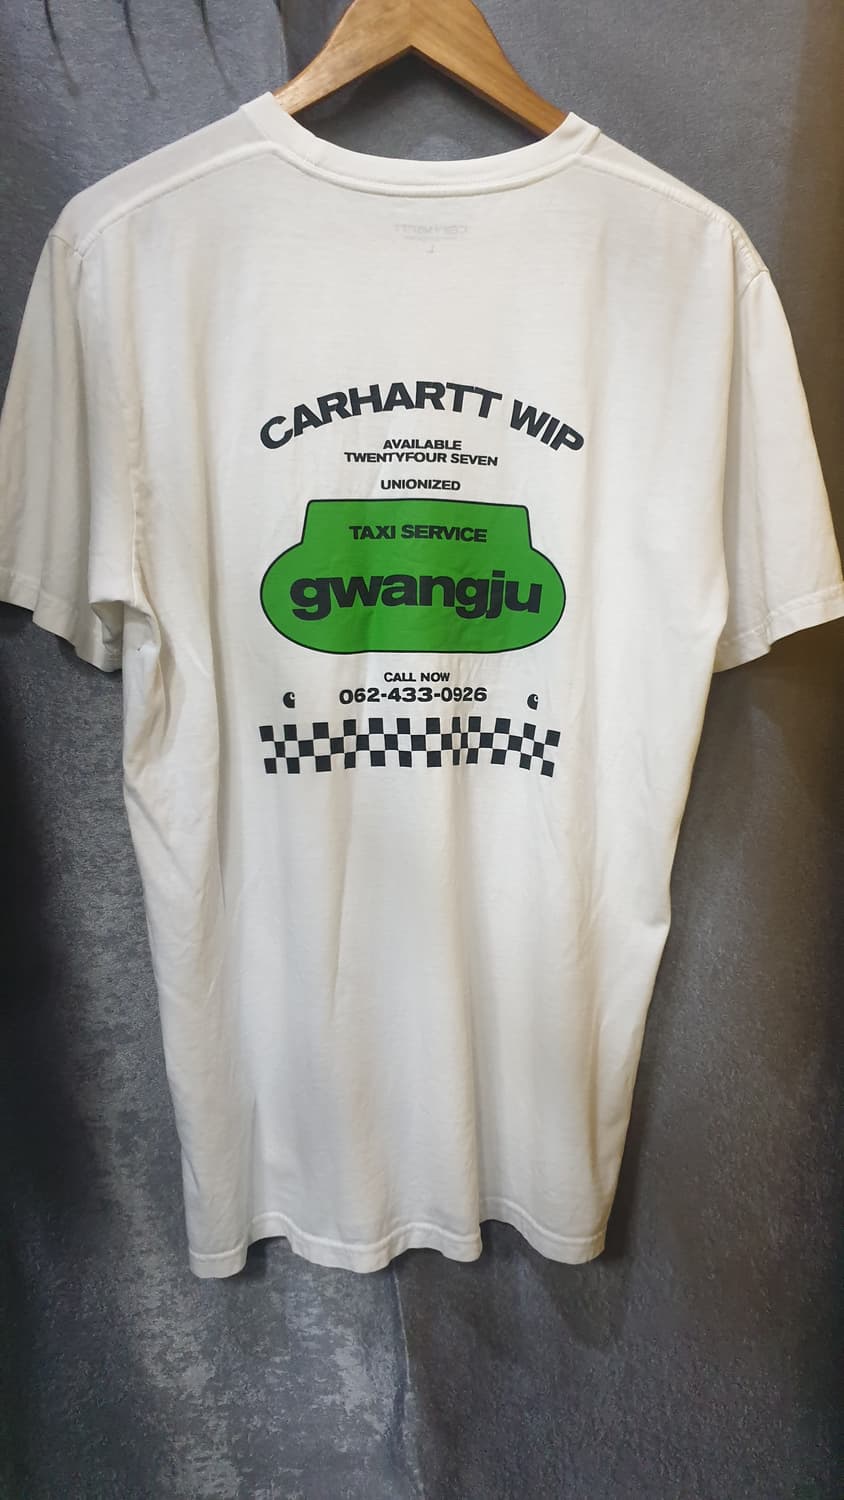 CARHARTT WIP
AVAILABLE
TWENTYFOUR SEVEN
UNIONIZED
TAXI SERVICE
gwangju
CALL NOW
062-433-0926